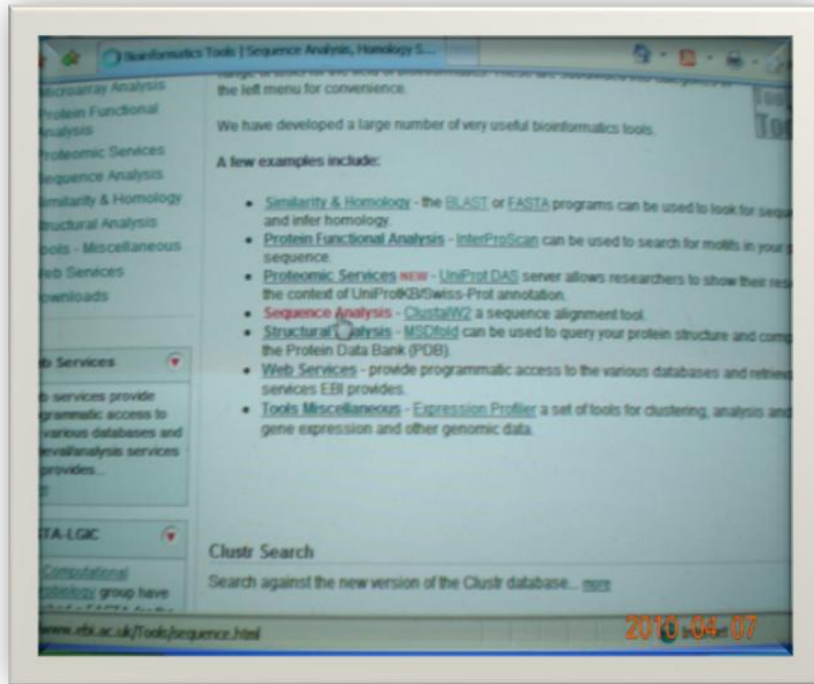 Bioinformatics Tools | Sequence Analysis, Homology S...
Microarray Analysis
Protein Functional
Analysis
Proteomic Services
Sequence Analysis
Similarity & Homology
Structural Analysis
Tools - Miscellaneous
Web Services
Downloads
b Services
b services provide
grammatic access to
various databases and
eval/analysis services
provides...
TA-LGIC
Computational
group have
the left menu for convenience.
We have developed a large number of very useful bioinformatics tools.
A few examples include:
• Similarity & Homology - the BLAST or FASTA programs can be used to look for sequ
and infer homology.
• Protein Functional Analysis - InterProScan can be used to search for motifs in your p
sequence.
• Proteomic Services NEW - UniProt DAS server allows researchers to show their res
the context of UniProtKB/Swiss-Prot annotation.
• Sequence Analysis - ClustalW2 a sequence alignment tool.
• Structural Analysis - MSDfold can be used to query your protein structure and comp
the Protein Data Bank (PDB).
• Web Services - provide programmatic access to the various databases and retrieva
services EBI provides.
• Tools Miscellaneous - Expression Profiler a set of tools for clustering, analysis and
gene expression and other genomic data.
Clustr Search
Search against the new version of the Clustr database... more
www.ebi.ac.uk/Tools/sequence.html
2010-04-07